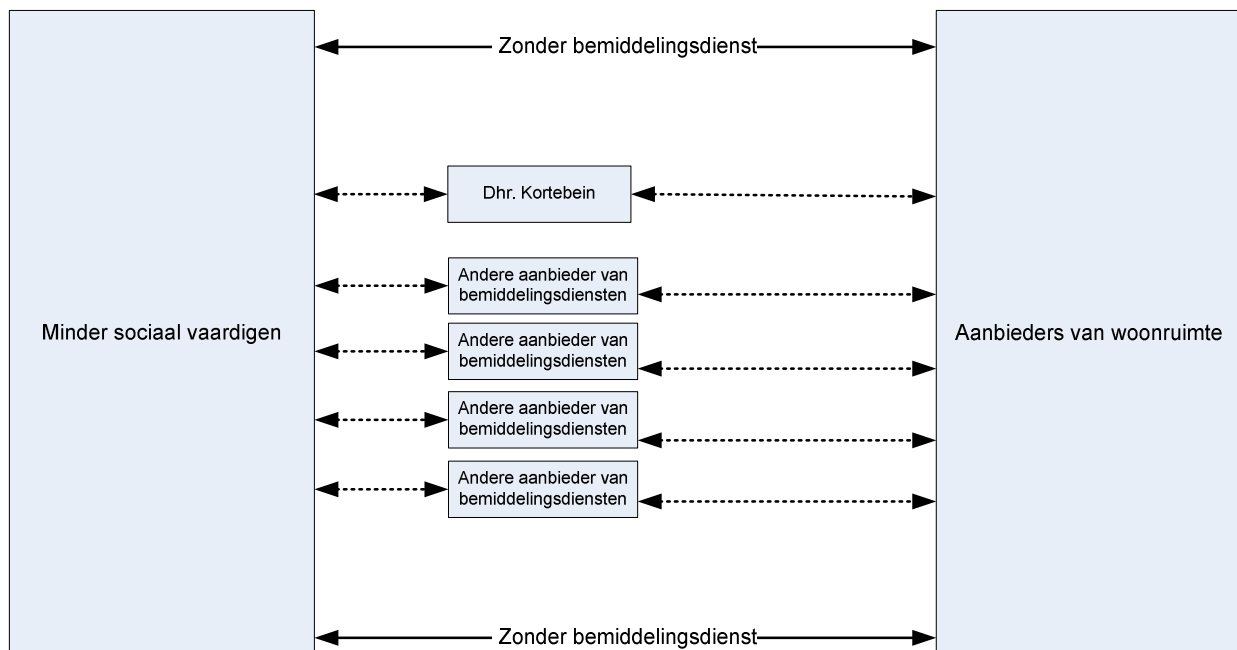 Zonder bemiddelingsdienst
Dhr. Kortebein
Andere aanbieder van
bemiddelingsdiensten
Andere aanbieder van
bemiddelingsdiensten
Andere aanbieder van
bemiddelingsdiensten
Andere aanbieder van
bemiddelingsdiensten
Minder sociaal vaardigen
Aanbieders van woonruimte
Zonder bemiddelingsdienst